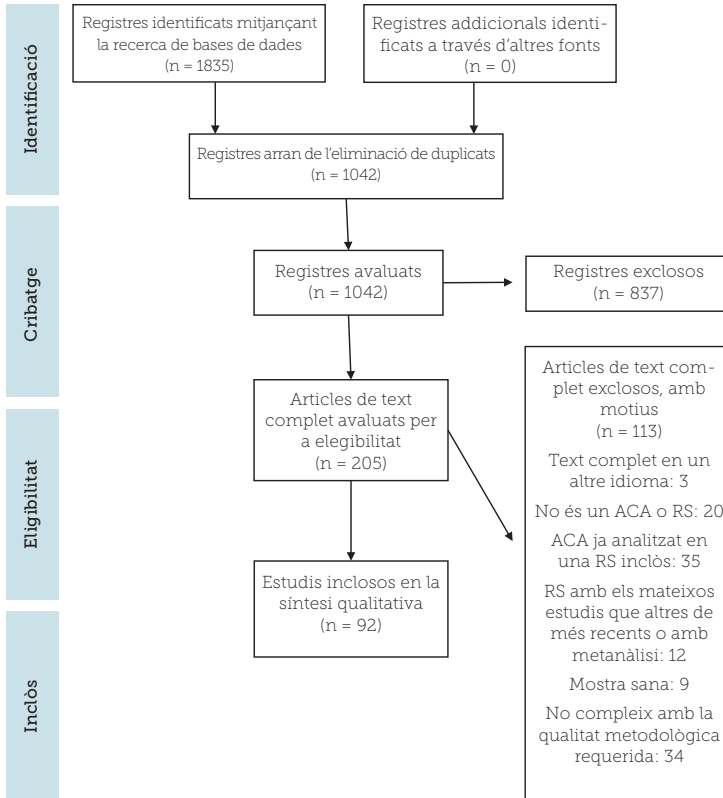 Identificació
Registres identificats mitjançant
la recerca de bases de dades
(n = 1835)
Registres addicionals identi-
ficats a través d'altres fonts
(n = 0)
Registres arran de l'eliminació de duplicats
(n = 1042)
Cribatge
Registres avaluats
(n = 1042)
Registres exclosos
(n = 837)
Eligibilitat
Articles de text
complet avaluats per
a elegibilitat
(n = 205)
Articles de text com-
plet exclosos, amb
motius
(n = 113)
Text complet en un
altre idioma: 3
No és un ACA o RS: 20
ACA ja analitzat en
una RS inclòs: 35
RS amb els mateixos
estudis que altres de
més recents o amb
metanàlisi: 12
Mostra sana: 9
No compleix amb la
qualitat metodològica
requerida: 34
Inclòs
Estudis inclosos en la
síntesi qualitativa
(n = 92)